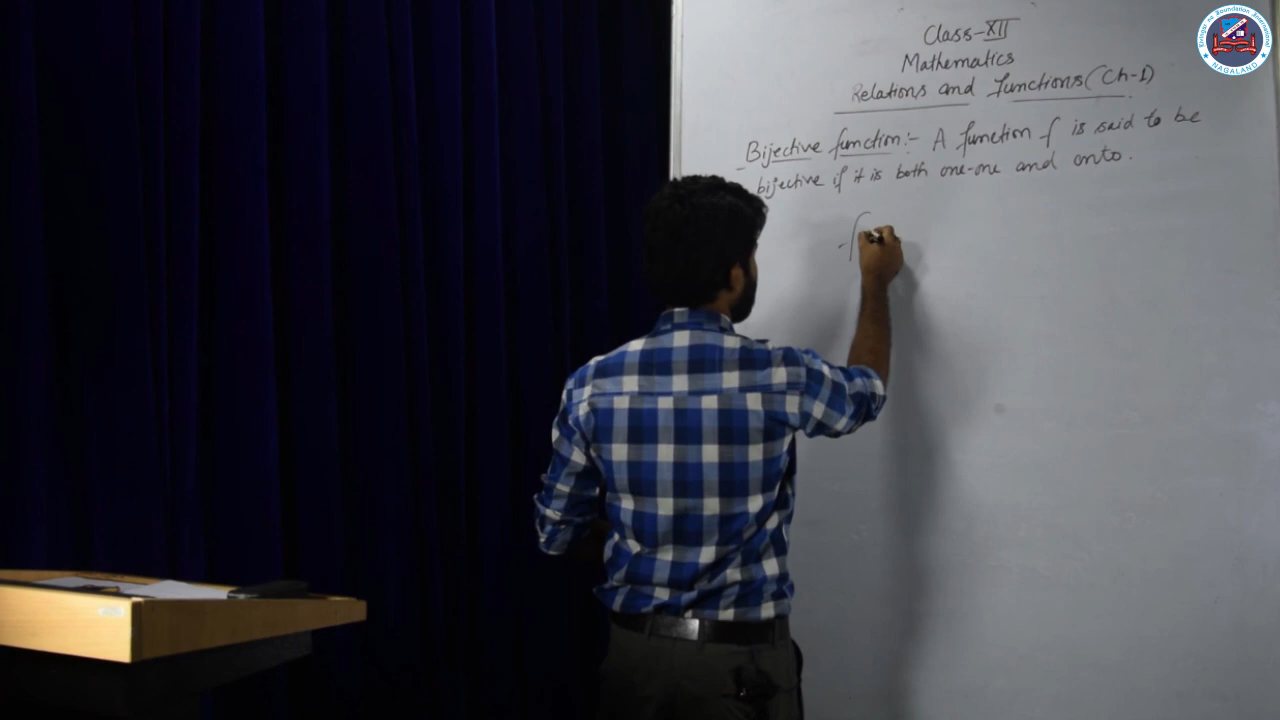 Class-XII
Mathematics
Relations and functions (Ch-1)
Bijective function:- A function f is said to be
bijective if it is both one-one and onto.
f
NAGALAND